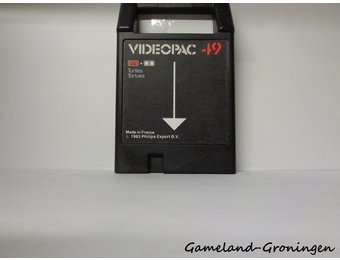 VIDEOPAC 49
Turtles
Tortues
Made in France
© 1983 Philips Export B.V.
Gameland-Groningen